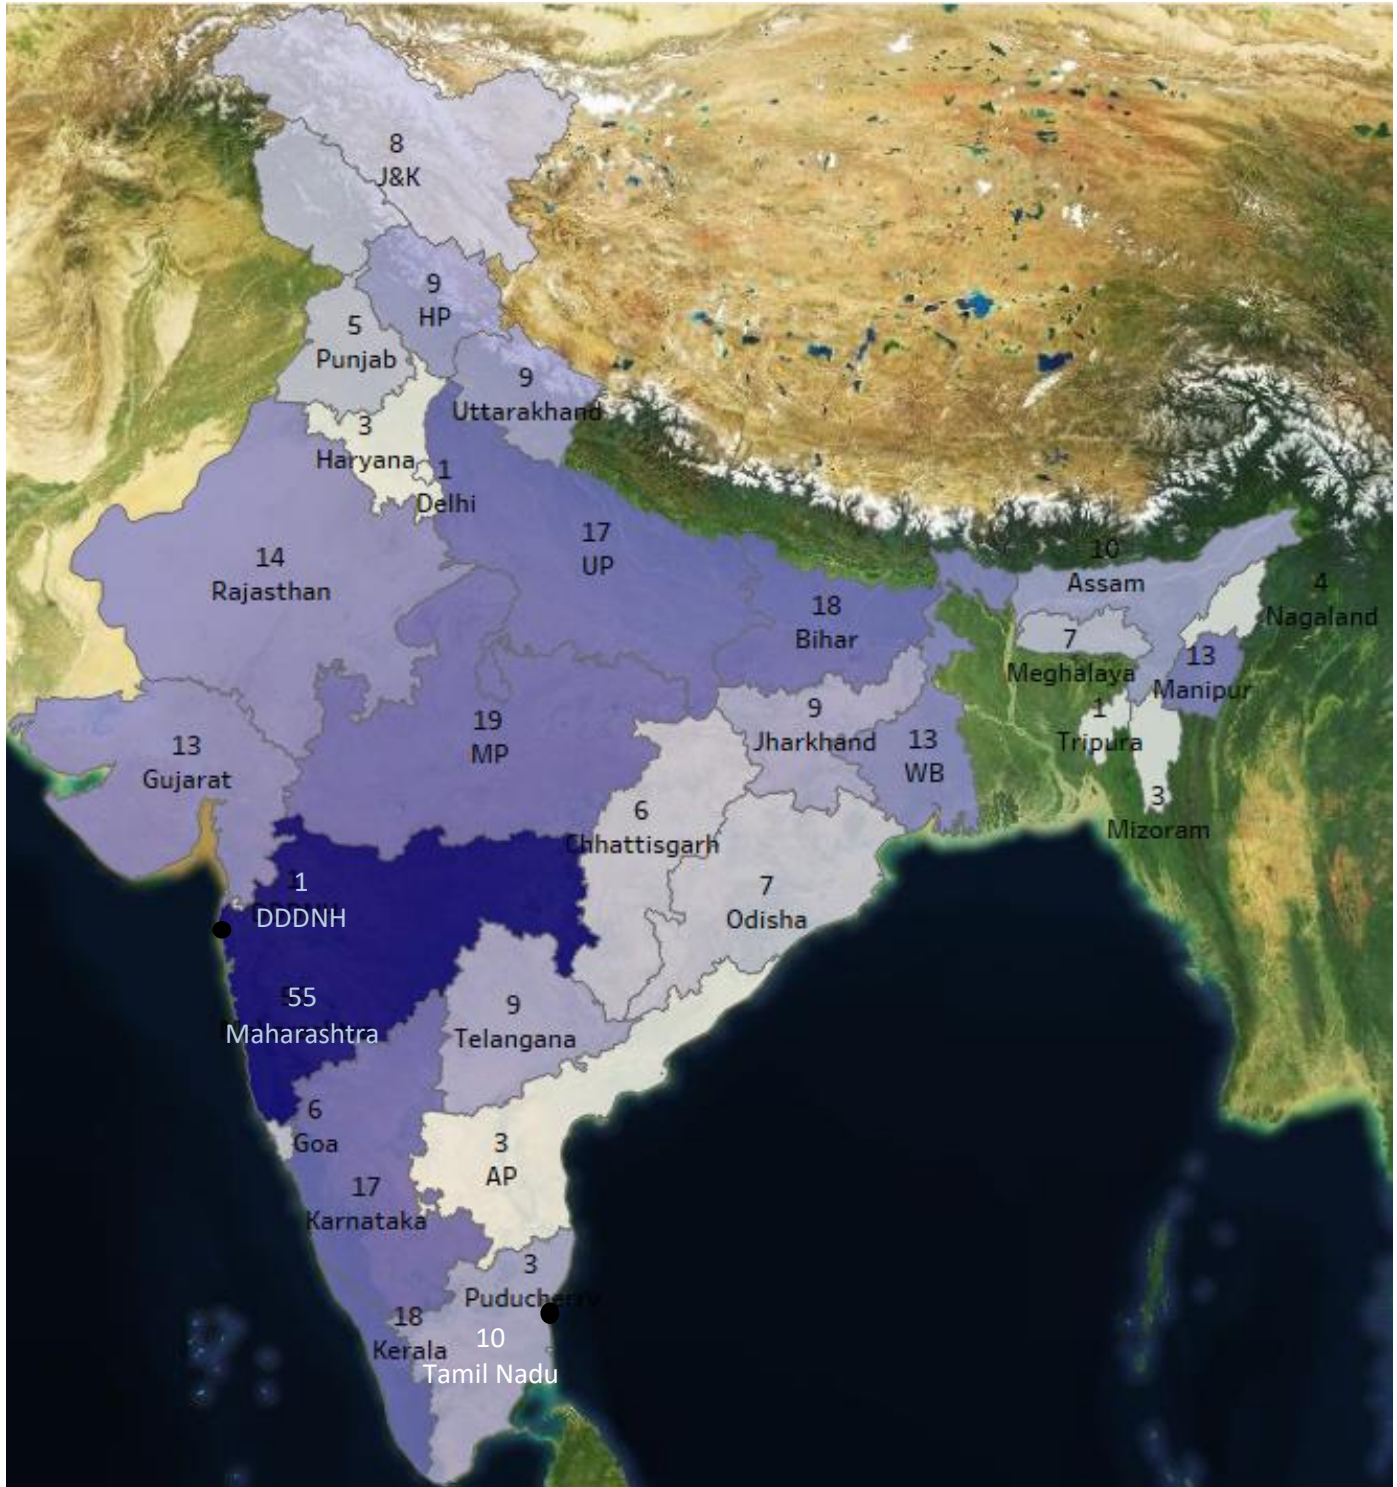 8
J&K
9
HP
5
Punjab
9
Uttarakhand
3
Haryana
1
Delhi
17
UP
14
Rajasthan
10
Assam
4
Nagaland
18
Bihar
7
Meghalaya
13
Manipur
19
MP
9
Jharkhand
13
WB
1
Tripura
3
Mizoram
13
Gujarat
6
Chhattisgarh
7
Odisha
1
DDDNH
55
Maharashtra
9
Telangana
6
Goa
3
AP
17
Karnataka
3
Puducherry
18
Kerala
10
Tamil Nadu